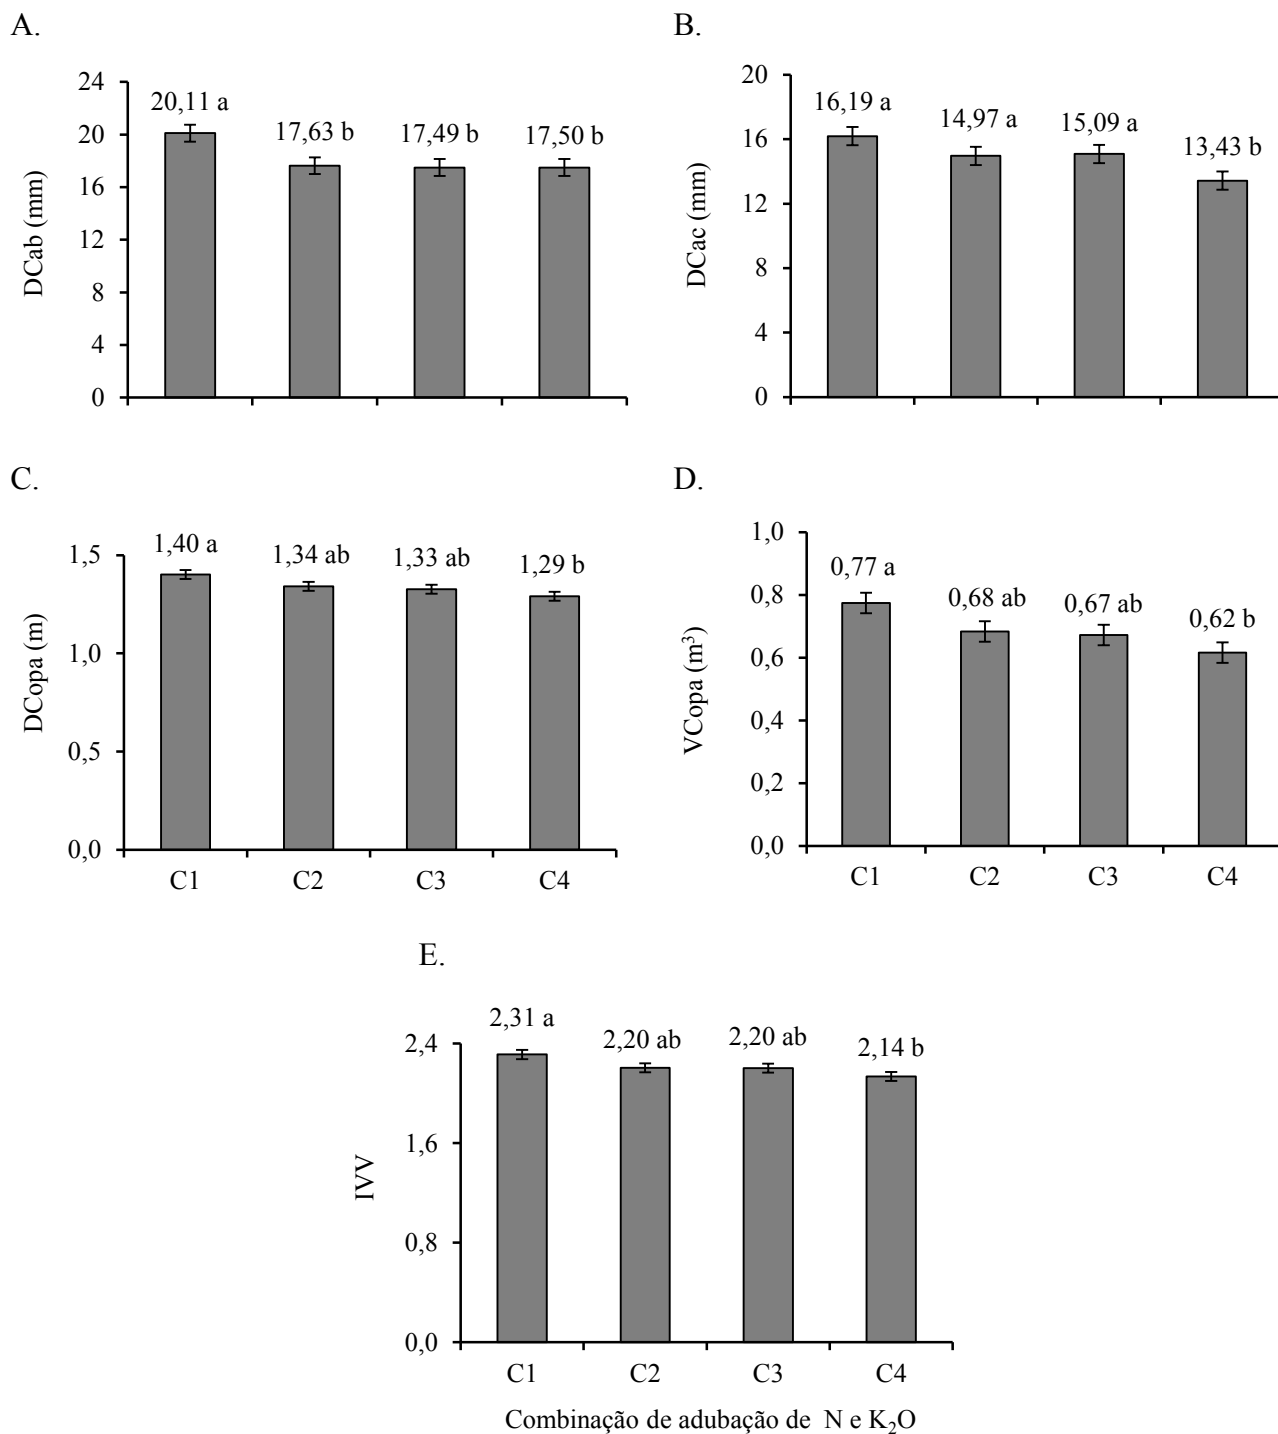 A.
DCab (mm)
24
20
16
12
8
4
0
20,11 a
17,63 b
17,49 b
17,50 b
B.
DCac (mm)
20
16
12
8
4
0
16,19 a
14,97 a
15,09 a
13,43 b
C.
DCopa (m)
1,5
1,0
0,5
0,0
1,40 a
1,34 ab
1,33 ab
1,29 b
C1 C2 C3 C4
D.
VCopa (m³)
1,0
0,8
0,6
0,4
0,2
0,0
0,77 a
0,68 ab
0,67 ab
0,62 b
C1 C2 C3 C4
E.
IVV
2,4
1,6
0,8
0,0
2,31 a
2,20 ab
2,20 ab
2,14 b
C1 C2 C3 C4
Combinação de adubação de N e K₂O